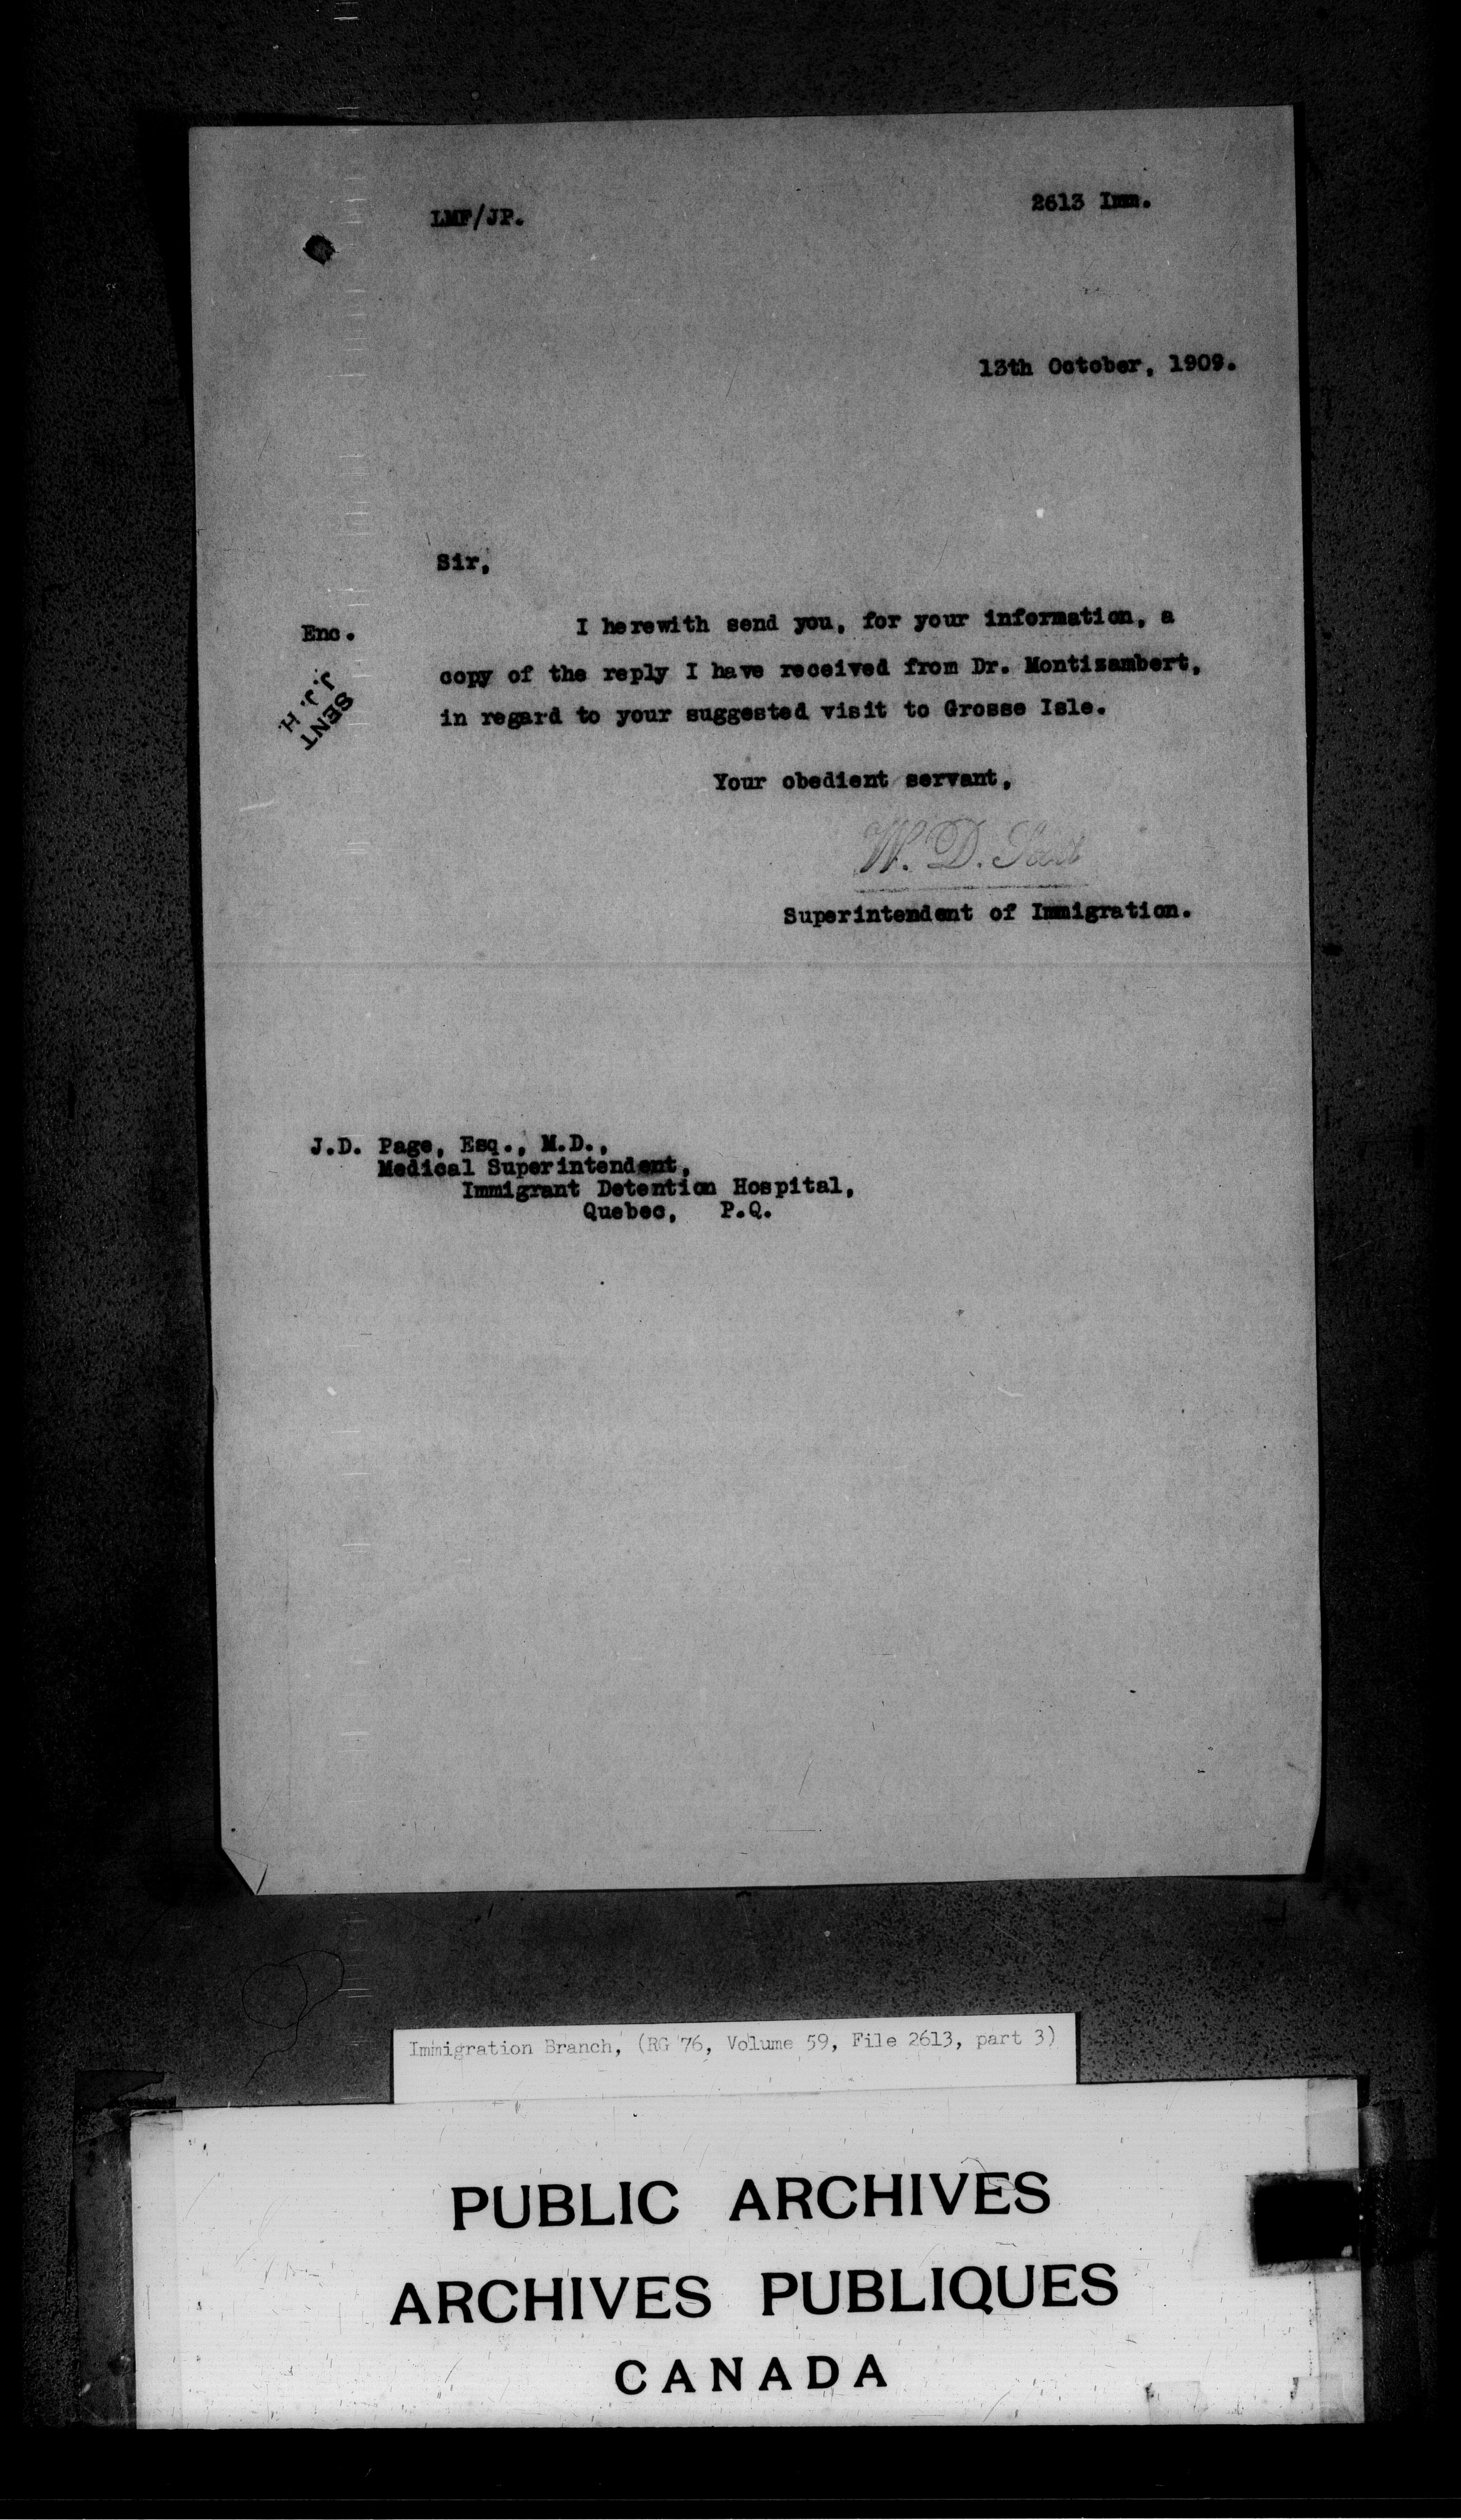 LMF/JP.
2613 Imm.
13th October, 1909.
Sir,
Enc.
I herewith send you, for your information, a
copy of the reply I have received from Dr. Montizambert,
in regard to your suggested visit to Grosse Isle.
SENT
J. J. H.
Your obedient servant,
W. D. Scott
Superintendent of Immigration.
J.D. Page, Esq., M.D.,
Medical Superintendent,
Immigrant Detention Hospital,
Quebec, P.Q.
Immigration Branch, (RG 76, Volume 59, File 2613, part 3)
PUBLIC ARCHIVES
ARCHIVES PUBLIQUES
CANADA